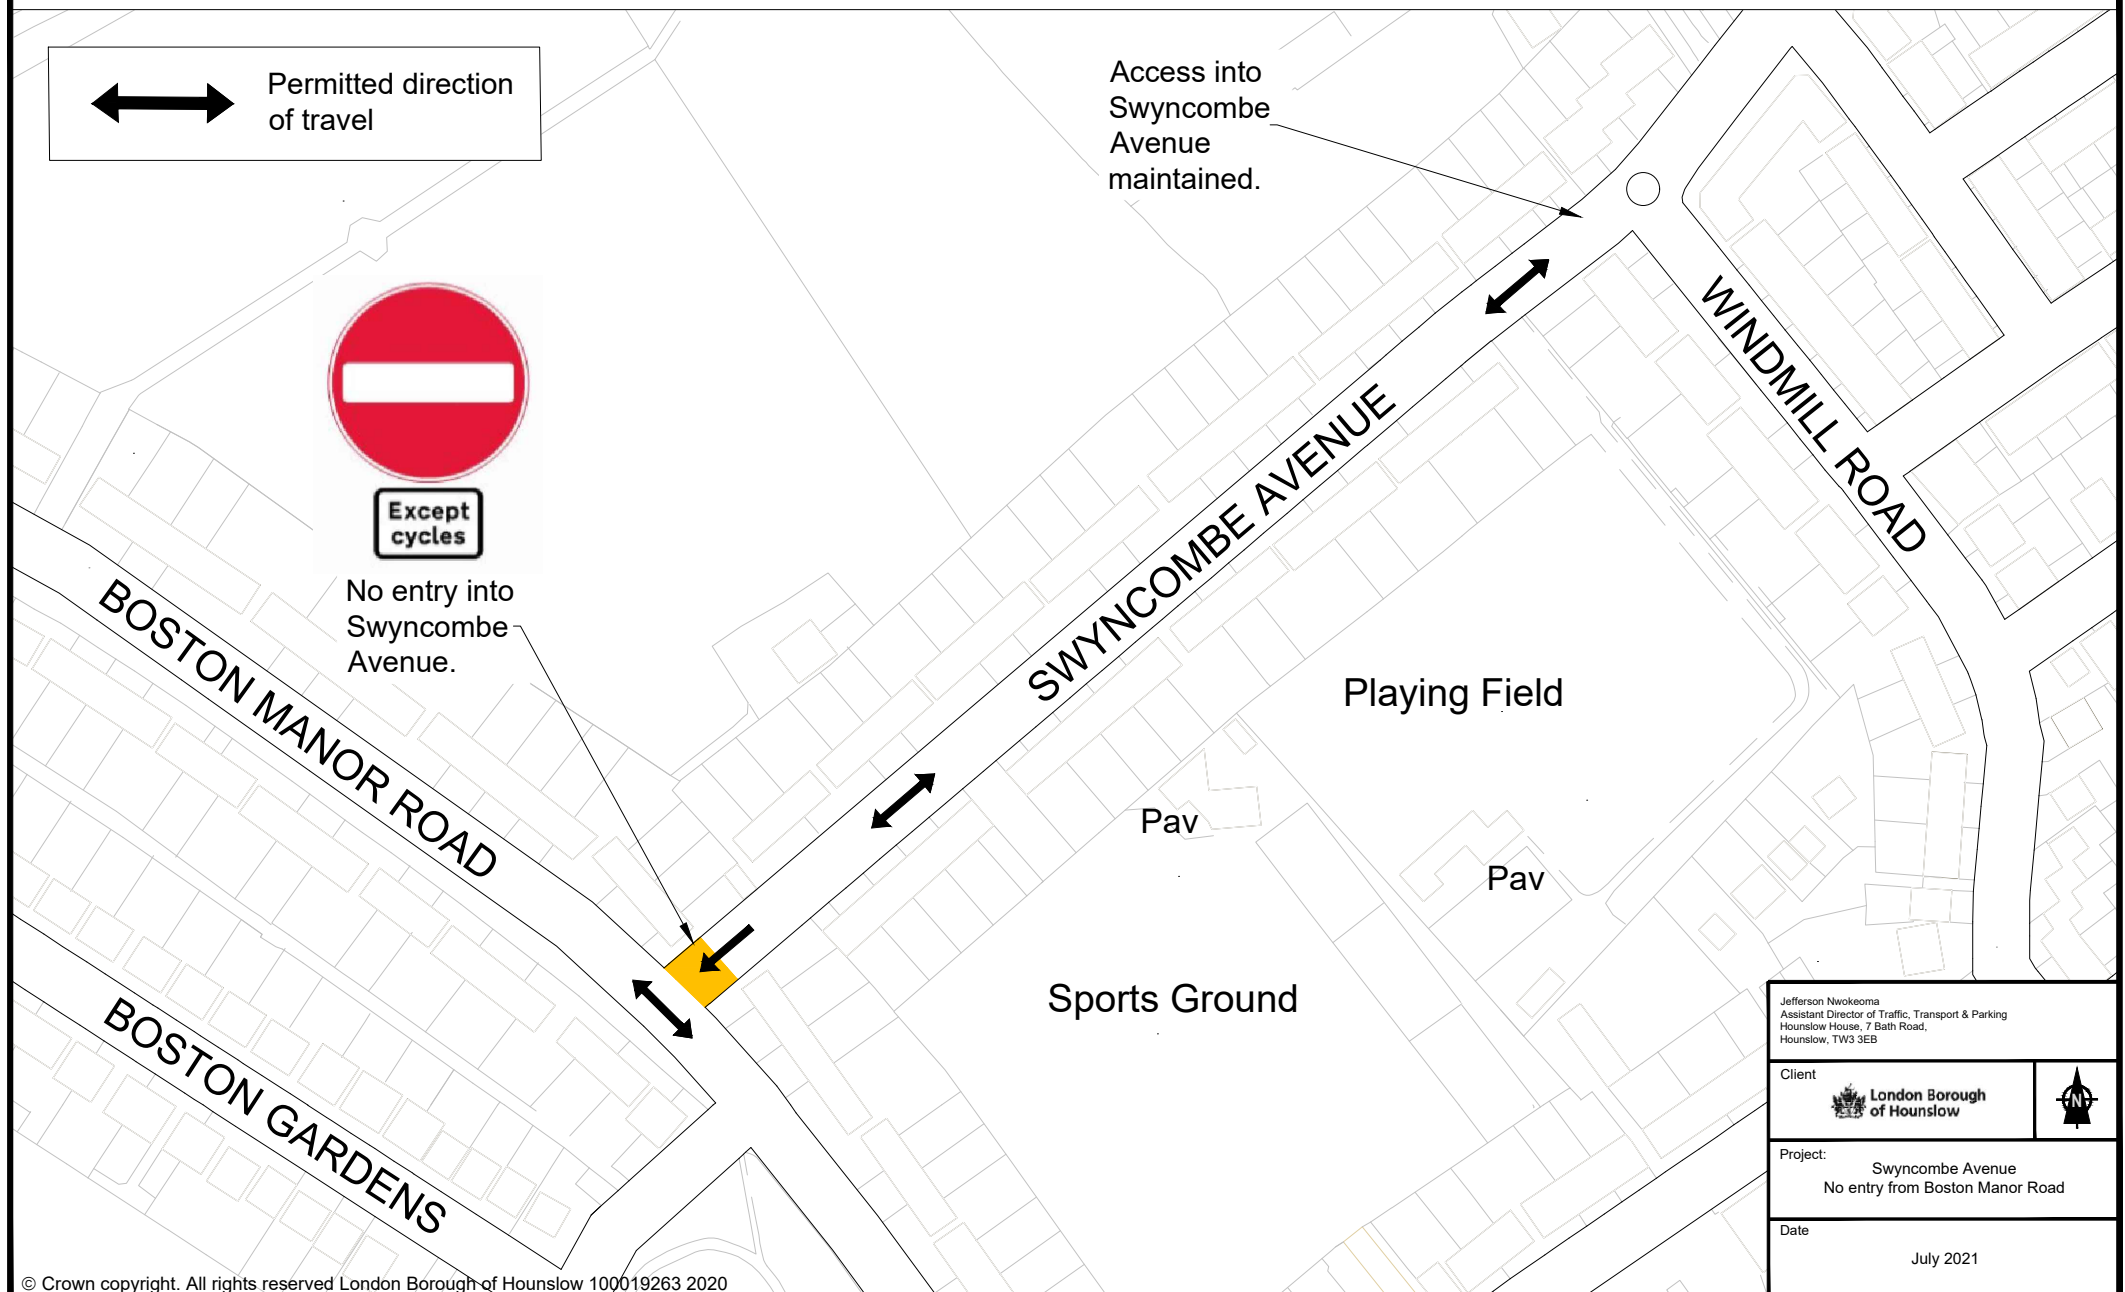 Permitted direction
of travel
Access into
Swyncombe
Avenue
maintained.
Except
cycles
No entry into
Swyncombe
Avenue.
BOSTON MANOR ROAD
SWYNCOMBE AVENUE
WINDMILL ROAD
Playing Field
Pav
Pav
Sports Ground
BOSTON GARDENS
Jefferson Nwokeoma
Assistant Director of Traffic, Transport & Parking
Hounslow House, 7 Bath Road,
Hounslow, TW3 3EB
Client
London Borough
of Hounslow
N
Project:
Swyncombe Avenue
No entry from Boston Manor Road
Date
July 2021
© Crown copyright. All rights reserved London Borough of Hounslow 100019263 2020